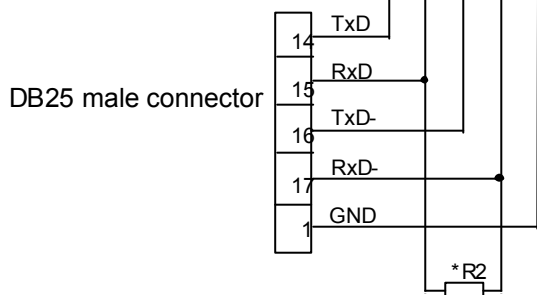 TxD
14
RxD
15
DB25 male connector
TxD-
16
RxD-
17
GND
1
*R2